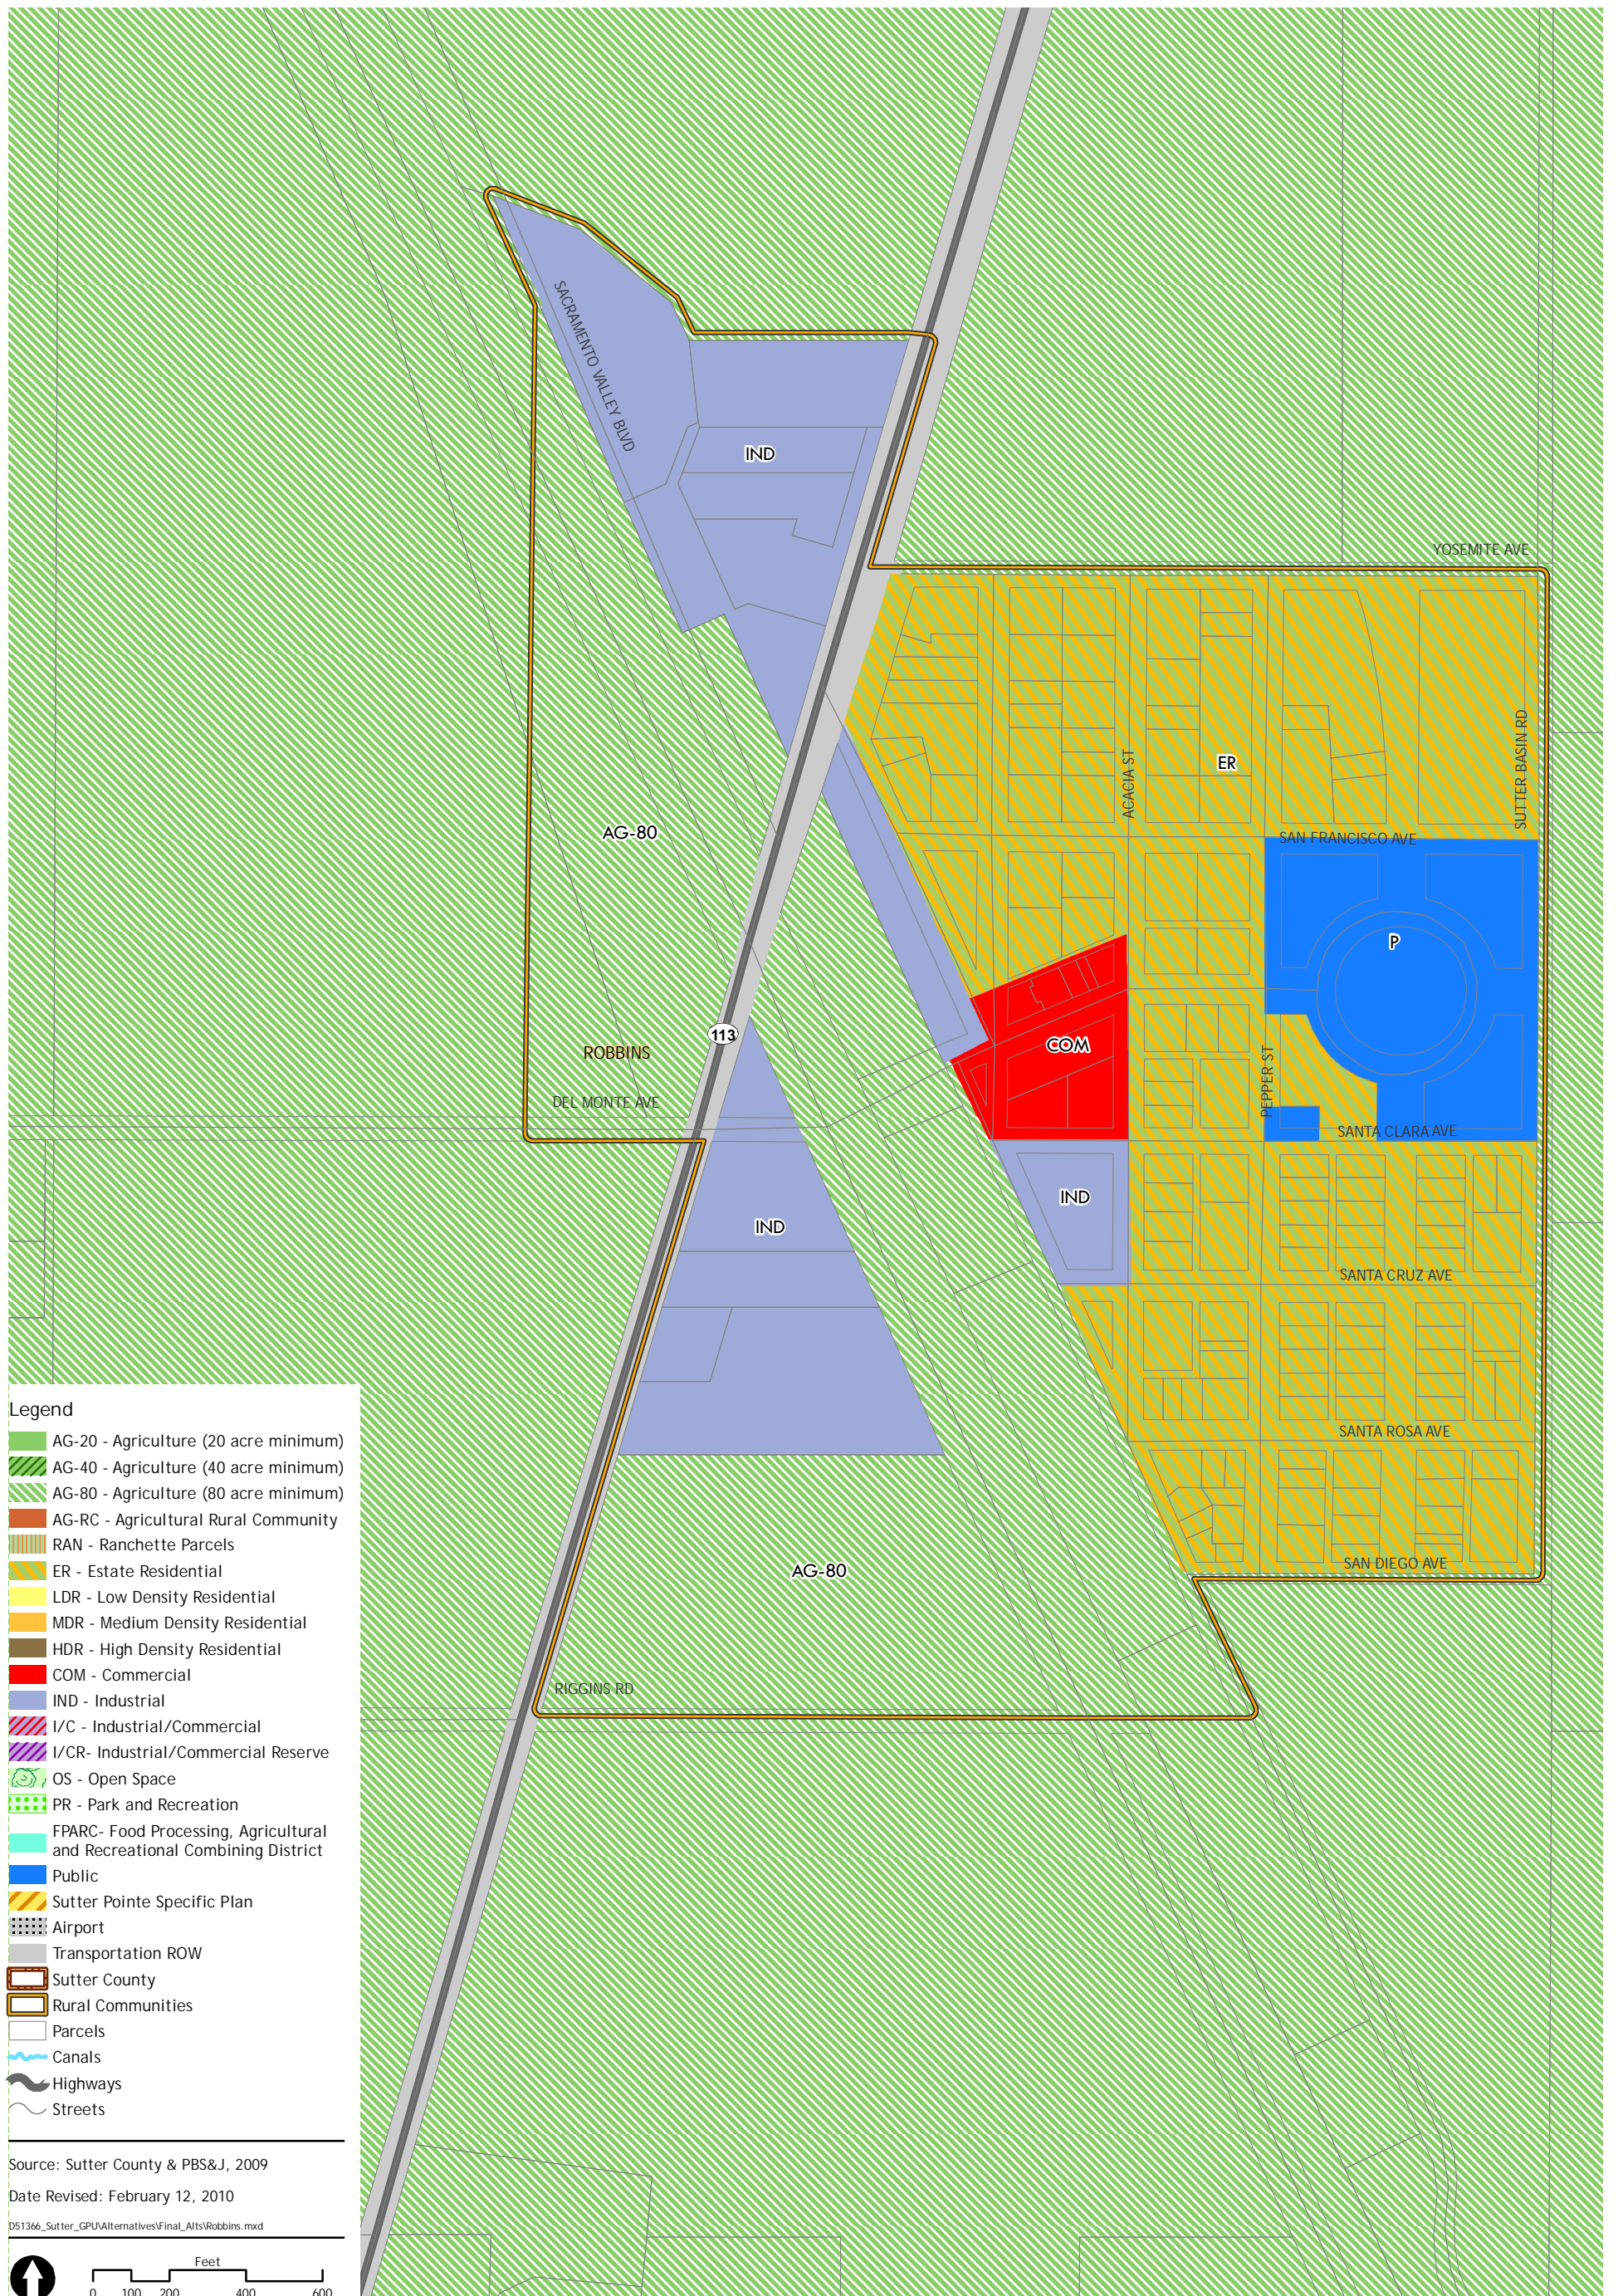 SACRAMENTO VALLEY BLVD
IND
YOSEMITE AVE
ACACIA ST
ER
SUTTER BASIN RD
AG-80
SAN FRANCISCO AVE
P
113
ROBBINS
COM
PEPPER ST
DEL MONTE AVE
SANTA CLARA AVE
IND
IND
SANTA CRUZ AVE
SANTA ROSA AVE
SAN DIEGO AVE
AG-80
RIGGINS RD
Legend
AG-20 - Agriculture (20 acre minimum)
AG-40 - Agriculture (40 acre minimum)
AG-80 - Agriculture (80 acre minimum)
AG-RC - Agricultural Rural Community
RAN - Ranchette Parcels
ER - Estate Residential
LDR - Low Density Residential
MDR - Medium Density Residential
HDR - High Density Residential
COM - Commercial
IND - Industrial
I/C - Industrial/Commercial
I/CR- Industrial/Commercial Reserve
OS - Open Space
PR - Park and Recreation
FPARC- Food Processing, Agricultural
and Recreational Combining District
Public
Sutter Pointe Specific Plan
Airport
Transportation ROW
Sutter County
Rural Communities
Parcels
Canals
Highways
Streets
Source: Sutter County & PBS&J, 2009
Date Revised: February 12, 2010
D51366_Sutter_GPU\Alternatives\Final_Alts\Robbins.mxd
Feet
0 100 200 400 600